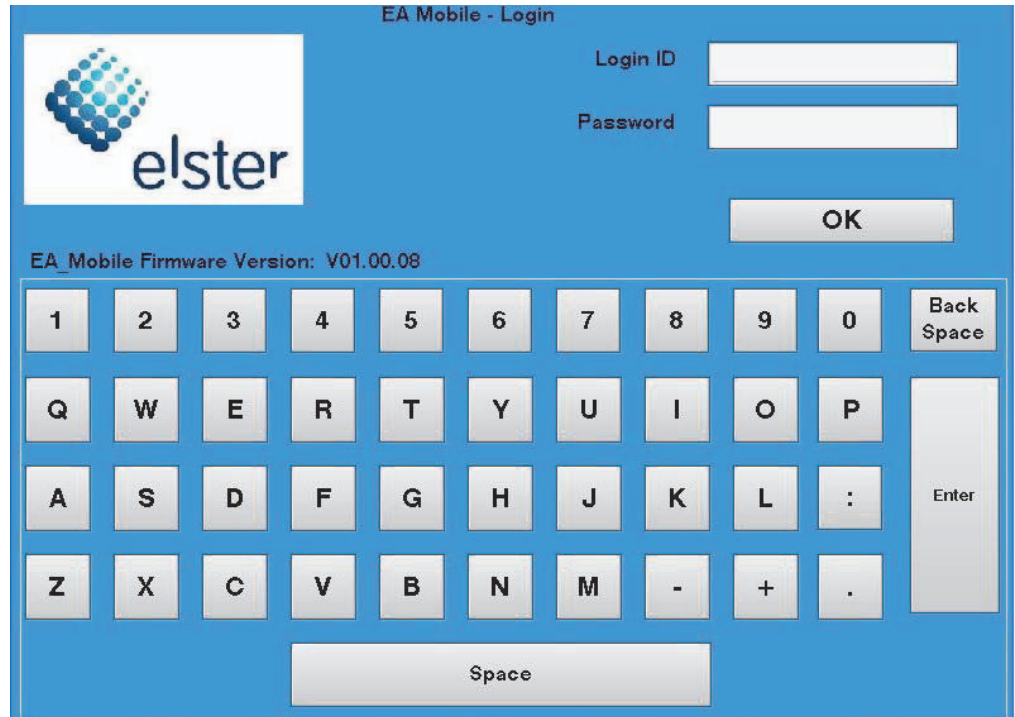 EA Mobile - Login
elster
Login ID
Password
OK
EA_Mobile Firmware Version: V01.00.08
1 2 3 4 5 6 7 8 9 0 Back Space
Q W E R T Y U I O P
A S D F G H J K L : Enter
Z X C V B N M - + .
Space